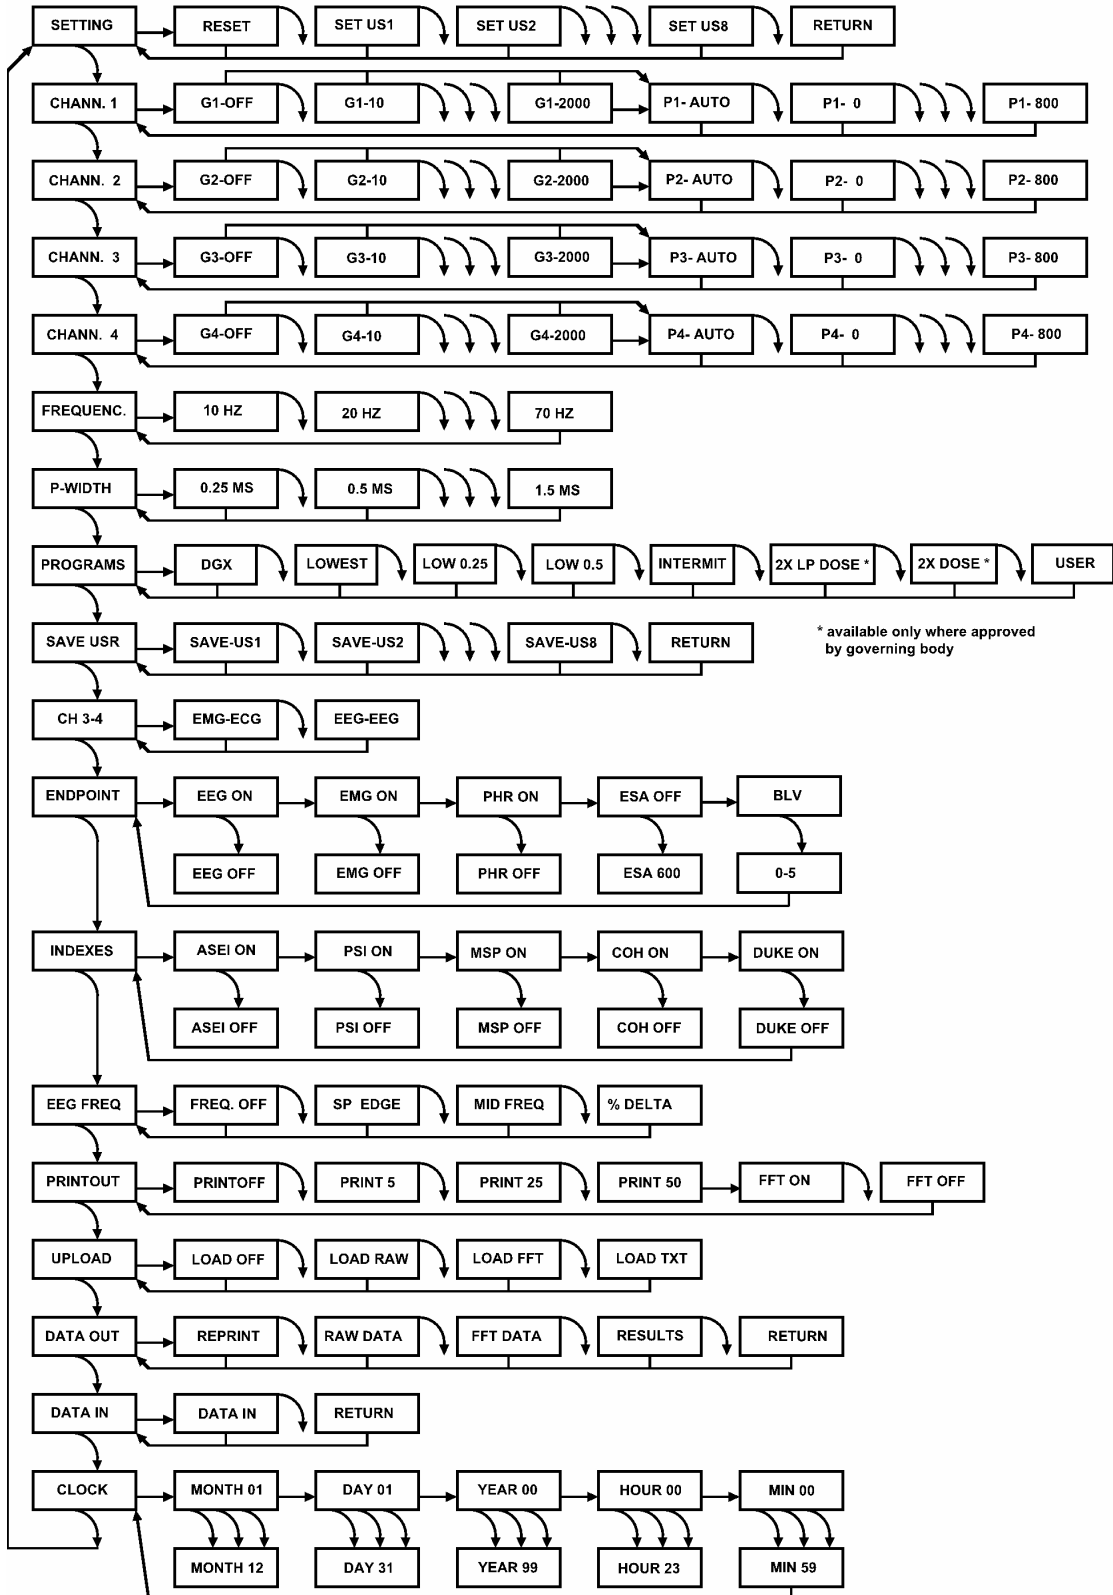 SETTING RESET SET US1 SET US2 SET US8 RETURN
CHANN. 1 G1-OFF G1-10 G1-2000 P1- AUTO P1- 0 P1- 800
CHANN. 2 G2-OFF G2-10 G2-2000 P2- AUTO P2- 0 P2- 800
CHANN. 3 G3-OFF G3-10 G3-2000 P3- AUTO P3- 0 P3- 800
CHANN. 4 G4-OFF G4-10 G4-2000 P4- AUTO P4- 0 P4- 800
FREQUENC. 10 HZ 20 HZ 70 HZ
P-WIDTH 0.25 MS 0.5 MS 1.5 MS
PROGRAMS DGX LOWEST LOW 0.25 LOW 0.5 INTERMIT 2X LP DOSE * 2X DOSE * USER
* available only where approved
by governing body
SAVE USR SAVE-US1 SAVE-US2 SAVE-US8 RETURN
CH 3-4 EMG-ECG EEG-EEG
ENDPOINT EEG ON EMG ON PHR ON ESA OFF BLV
EEG OFF EMG OFF PHR OFF ESA 600 0-5
INDEXES ASEI ON PSI ON MSP ON COH ON DUKE ON
ASEI OFF PSI OFF MSP OFF COH OFF DUKE OFF
EEG FREQ FREQ. OFF SP EDGE MID FREQ % DELTA
PRINTOUT PRINTOFF PRINT 5 PRINT 25 PRINT 50 FFT ON FFT OFF
UPLOAD LOAD OFF LOAD RAW LOAD FFT LOAD TXT
DATA OUT REPRINT RAW DATA FFT DATA RESULTS RETURN
DATA IN DATA IN RETURN
CLOCK MONTH 01 DAY 01 YEAR 00 HOUR 00 MIN 00
MONTH 12 DAY 31 YEAR 99 HOUR 23 MIN 59